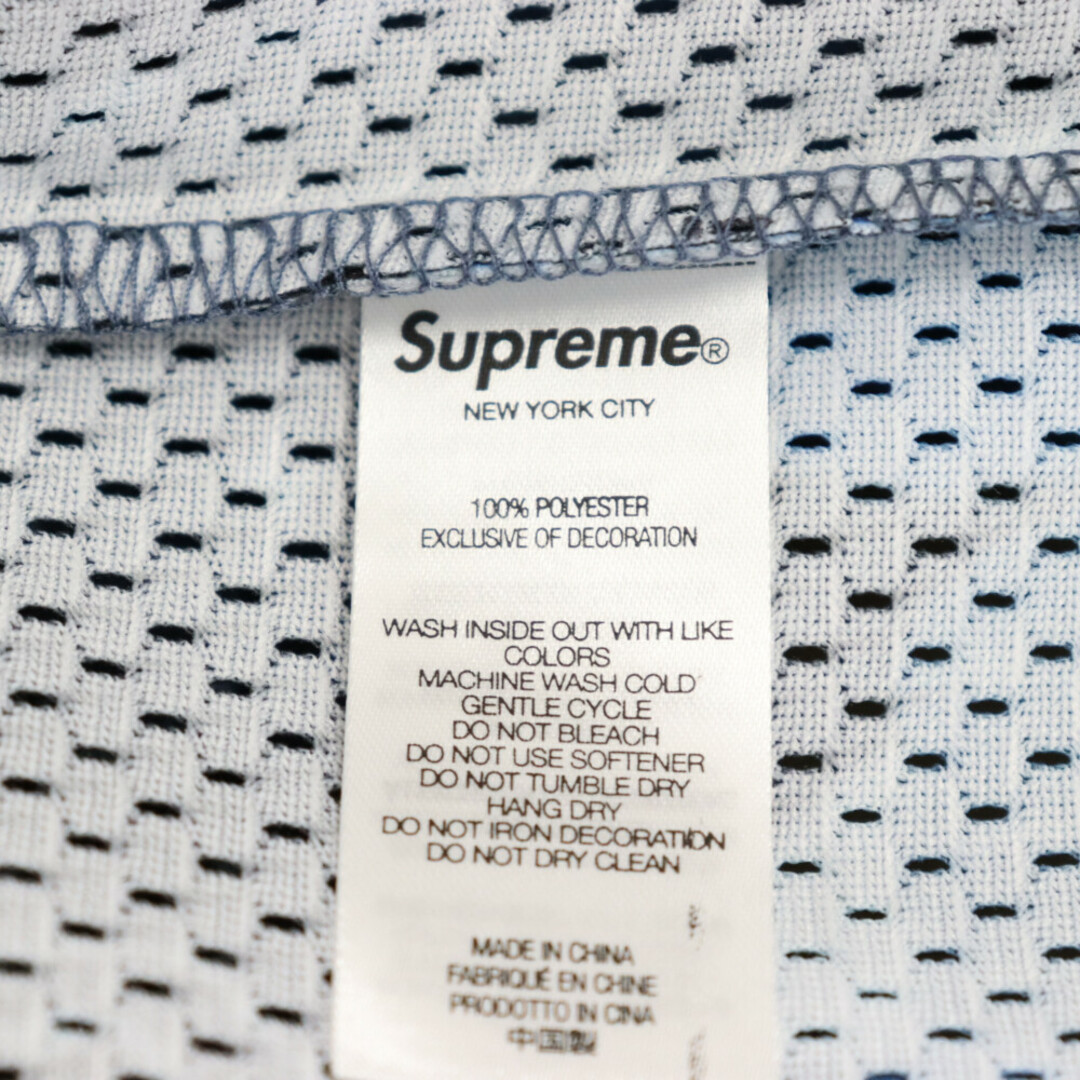 Supreme®
NEW YORK CITY
100% POLYESTER
EXCLUSIVE OF DECORATION
WASH INSIDE OUT WITH LIKE
COLORS
MACHINE WASH COLD
GENTLE CYCLE
DO NOT BLEACH
DO NOT USE SOFTENER
DO NOT TUMBLE DRY
HANG DRY
DO NOT IRON DECORATION
DO NOT DRY CLEAN
MADE IN CHINA
FABRIQUÉ EN CHINE
PRODOTTO IN CINA
中国製